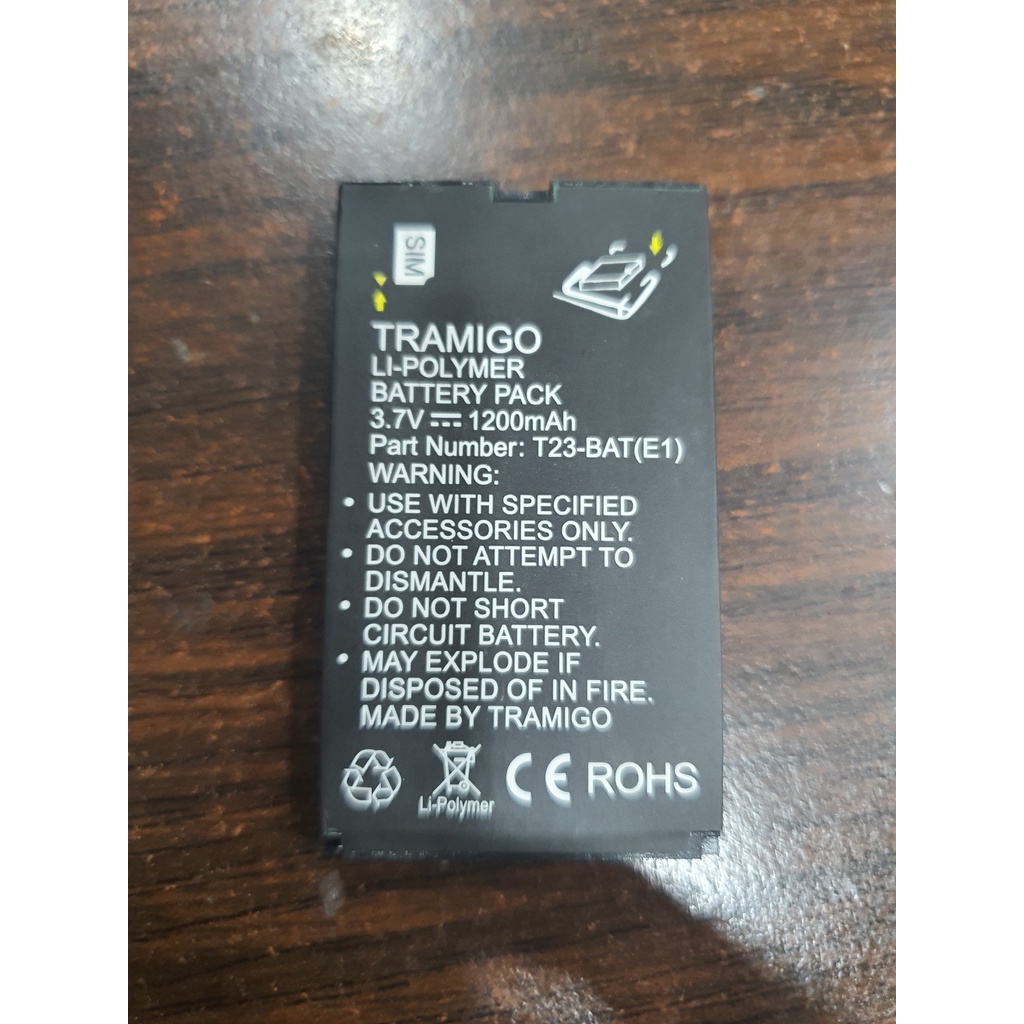 SIM
TRAMIGO
LI-POLYMER
BATTERY PACK
3.7V ⎓ 1200mAh
Part Number: T23-BAT(E1)
WARNING:
• USE WITH SPECIFIED
ACCESSORIES ONLY.
• DO NOT ATTEMPT TO
DISMANTLE.
• DO NOT SHORT
CIRCUIT BATTERY.
• MAY EXPLODE IF
DISPOSED OF IN FIRE.
MADE BY TRAMIGO
CE ROHS
Li-Polymer